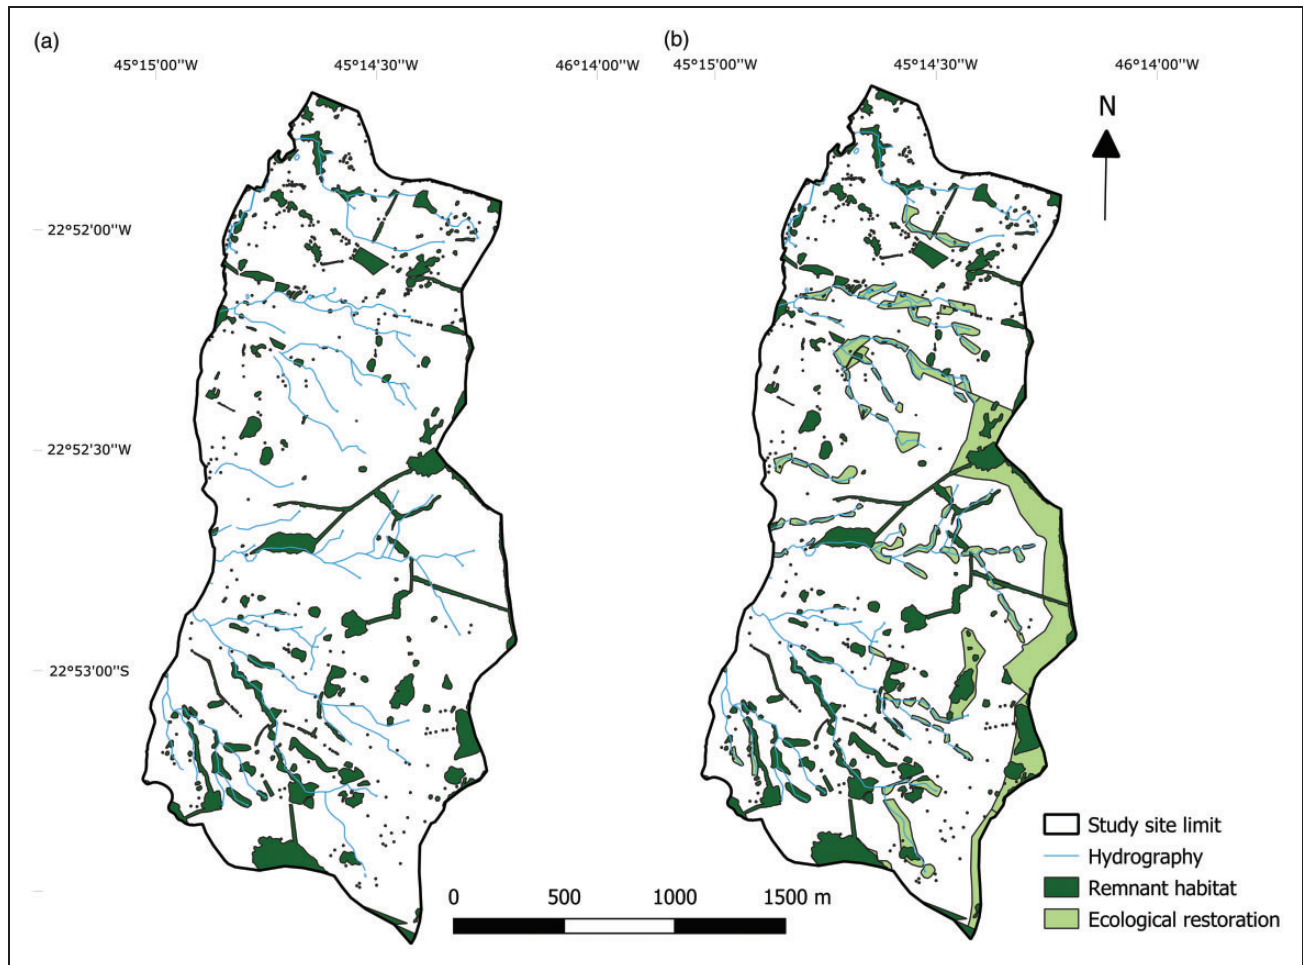 (a)
(b)
45°15'00''W 45°14'30''W 46°14'00''W 45°15'00''W 45°14'30''W 46°14'00''W
N
22°52'00''W
22°52'30''W
22°53'00''S
Study site limit
Hydrography
Remnant habitat
Ecological restoration
0 500 1000 1500 m